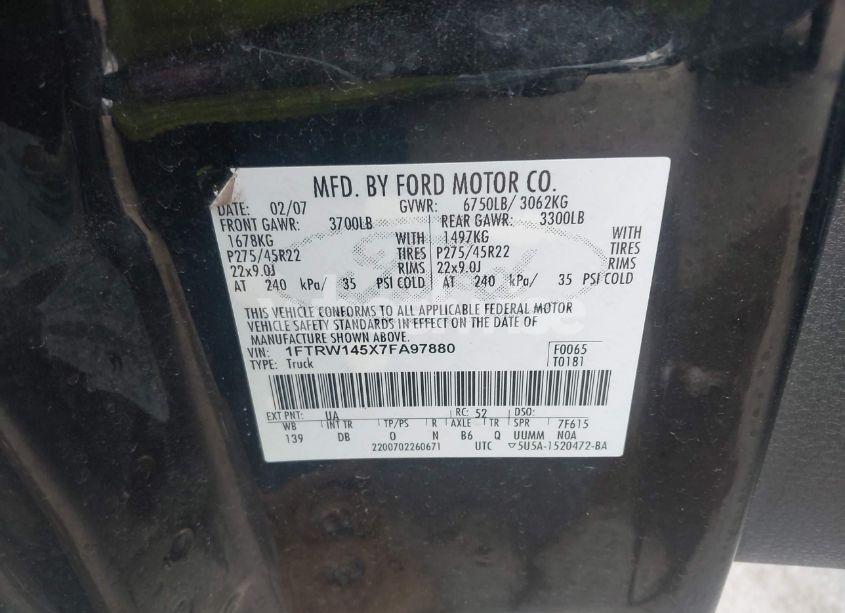 MFD. BY FORD MOTOR CO.
DATE: 02/07 GVWR: 6750LB/ 3062KG
FRONT GAWR: 3700LB REAR GAWR: 3300LB
1678KG WITH 1497KG WITH
P275/45R22 TIRES P275/45R22 TIRES
22x9.0J RIMS 22x9.0J RIMS
AT 240 kPa/ 35 PSI COLD AT 240 kPa/ 35 PSI COLD
THIS VEHICLE CONFORMS TO ALL APPLICABLE FEDERAL MOTOR
VEHICLE SAFETY STANDARDS IN EFFECT ON THE DATE OF
MANUFACTURE SHOWN ABOVE.
VIN: 1FTRW145X7FA97880 F0065
TYPE: Truck T0181
EXT PNT: UA RC: 52 DSO:
WB INT TR TP/PS R AXLE TR SPR 7F615
139 DB O N B6 Q UUMM NOA
2200702260671 UTC ▽5U5A-1520472-BA